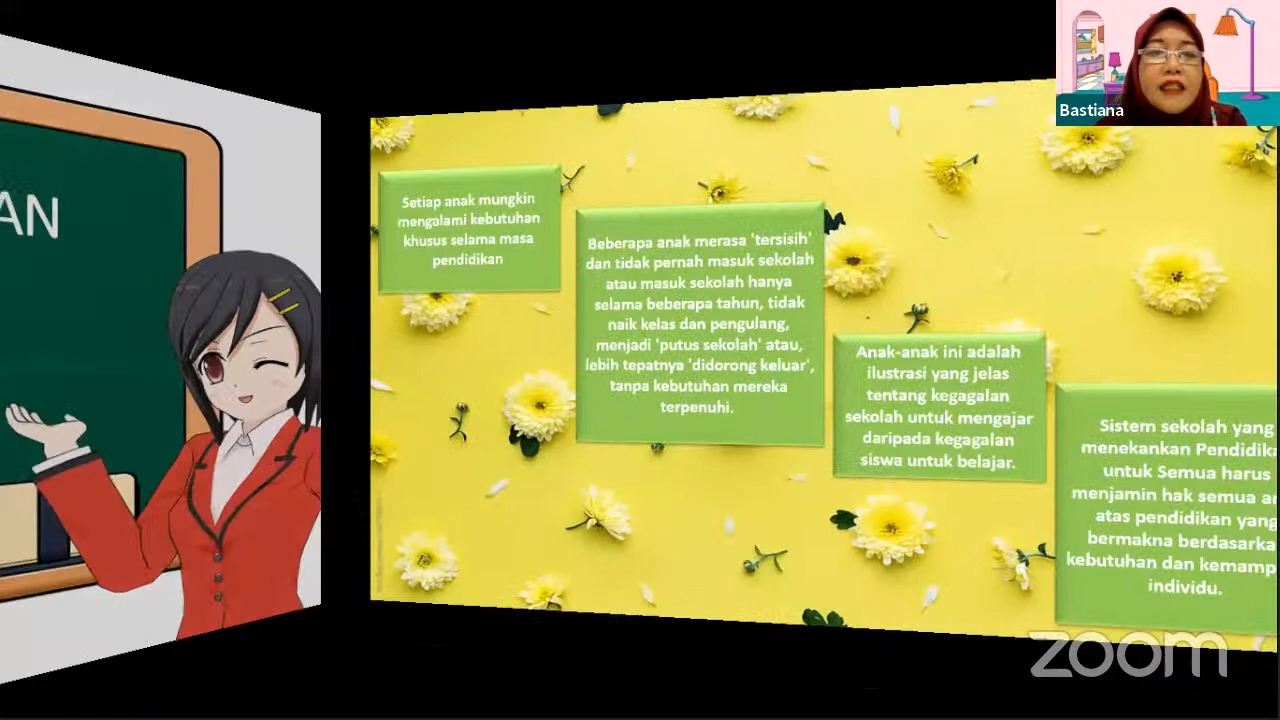 AN
Setiap anak mungkin
mengalami kebutuhan
khusus selama masa
pendidikan
Beberapa anak merasa 'tersisih'
dan tidak pernah masuk sekolah
atau masuk sekolah hanya
selama beberapa tahun, tidak
naik kelas dan pengulang,
menjadi 'putus sekolah' atau,
lebih tepatnya 'didorong keluar',
tanpa kebutuhan mereka
terpenuhi.
Anak-anak ini adalah
ilustrasi yang jelas
tentang kegagalan
sekolah untuk mengajar
daripada kegagalan
siswa untuk belajar.
Sistem sekolah yang
menekankan Pendidika
untuk Semua harus
menjamin hak semua a
atas pendidikan yang
bermakna berdasarka
kebutuhan dan kemamp
individu.
Bastiana
zoom